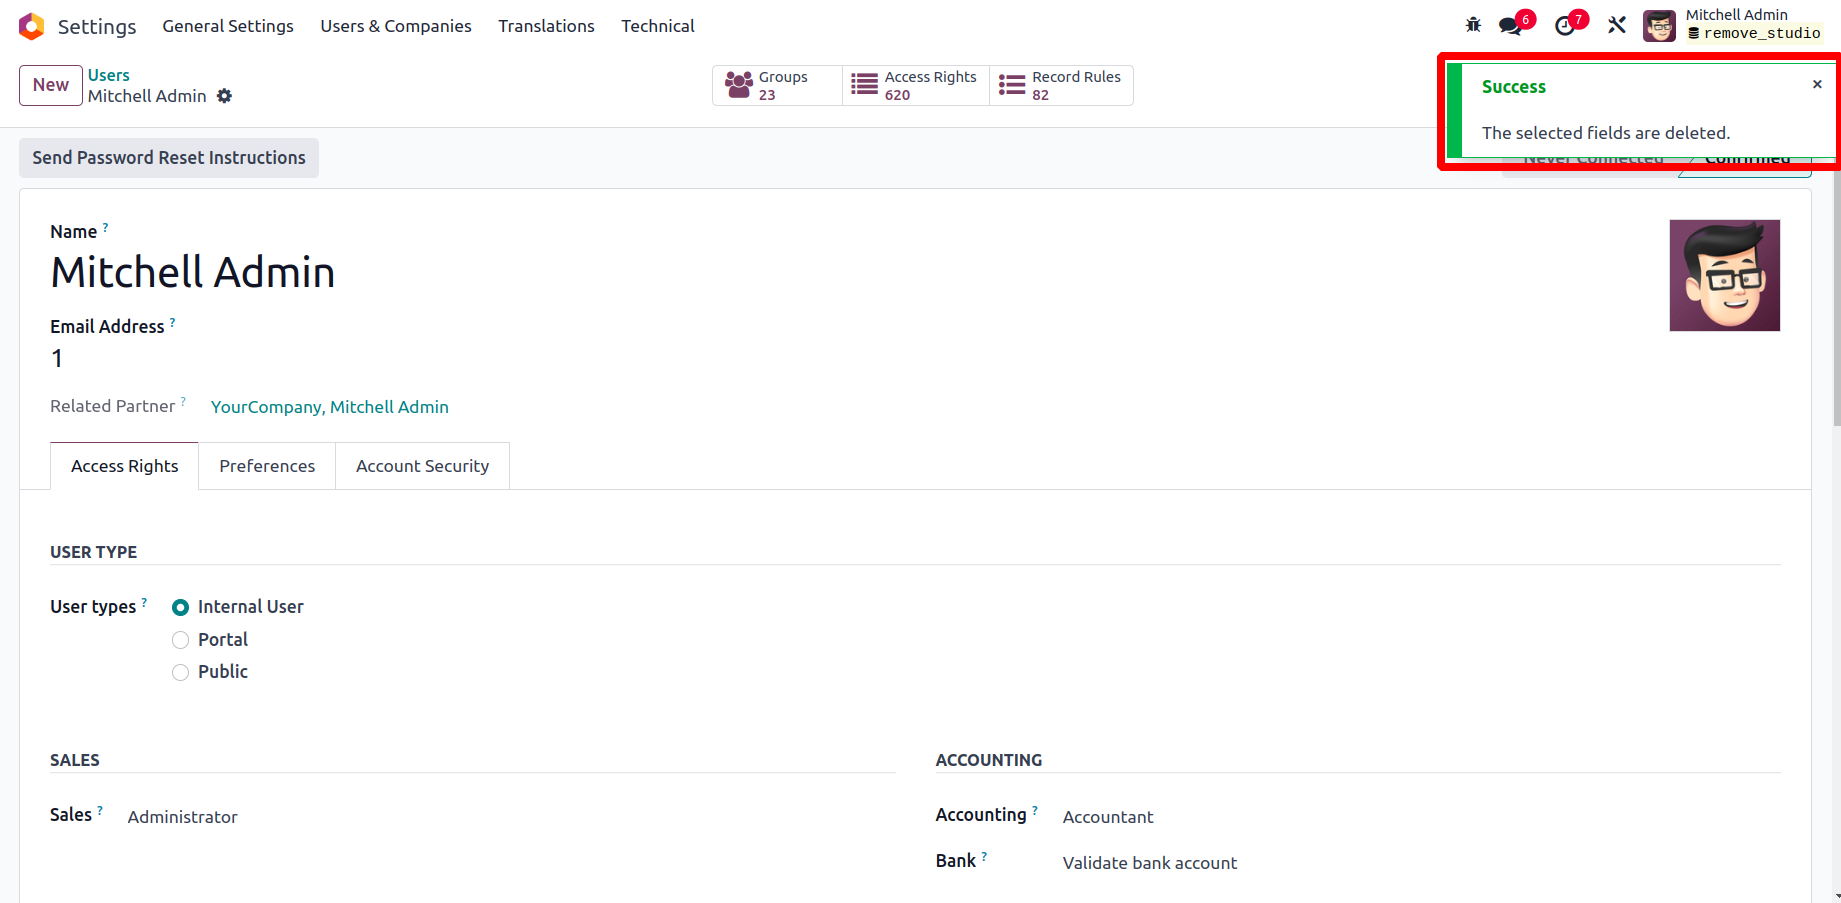 Settings General Settings Users & Companies Translations Technical 6 7 Mitchell Admin
remove_studio
New Users
Mitchell Admin
Groups
23
Access Rights
620
Record Rules
82
Success ×
The selected fields are deleted.
Send Password Reset Instructions
Never Connected Confirmed
Name ?
Mitchell Admin
Email Address ?
1
Related Partner ? YourCompany, Mitchell Admin
Access Rights Preferences Account Security
USER TYPE
User types ? Internal User
Portal
Public
SALES
Sales ? Administrator
ACCOUNTING
Accounting ? Accountant
Bank ? Validate bank account